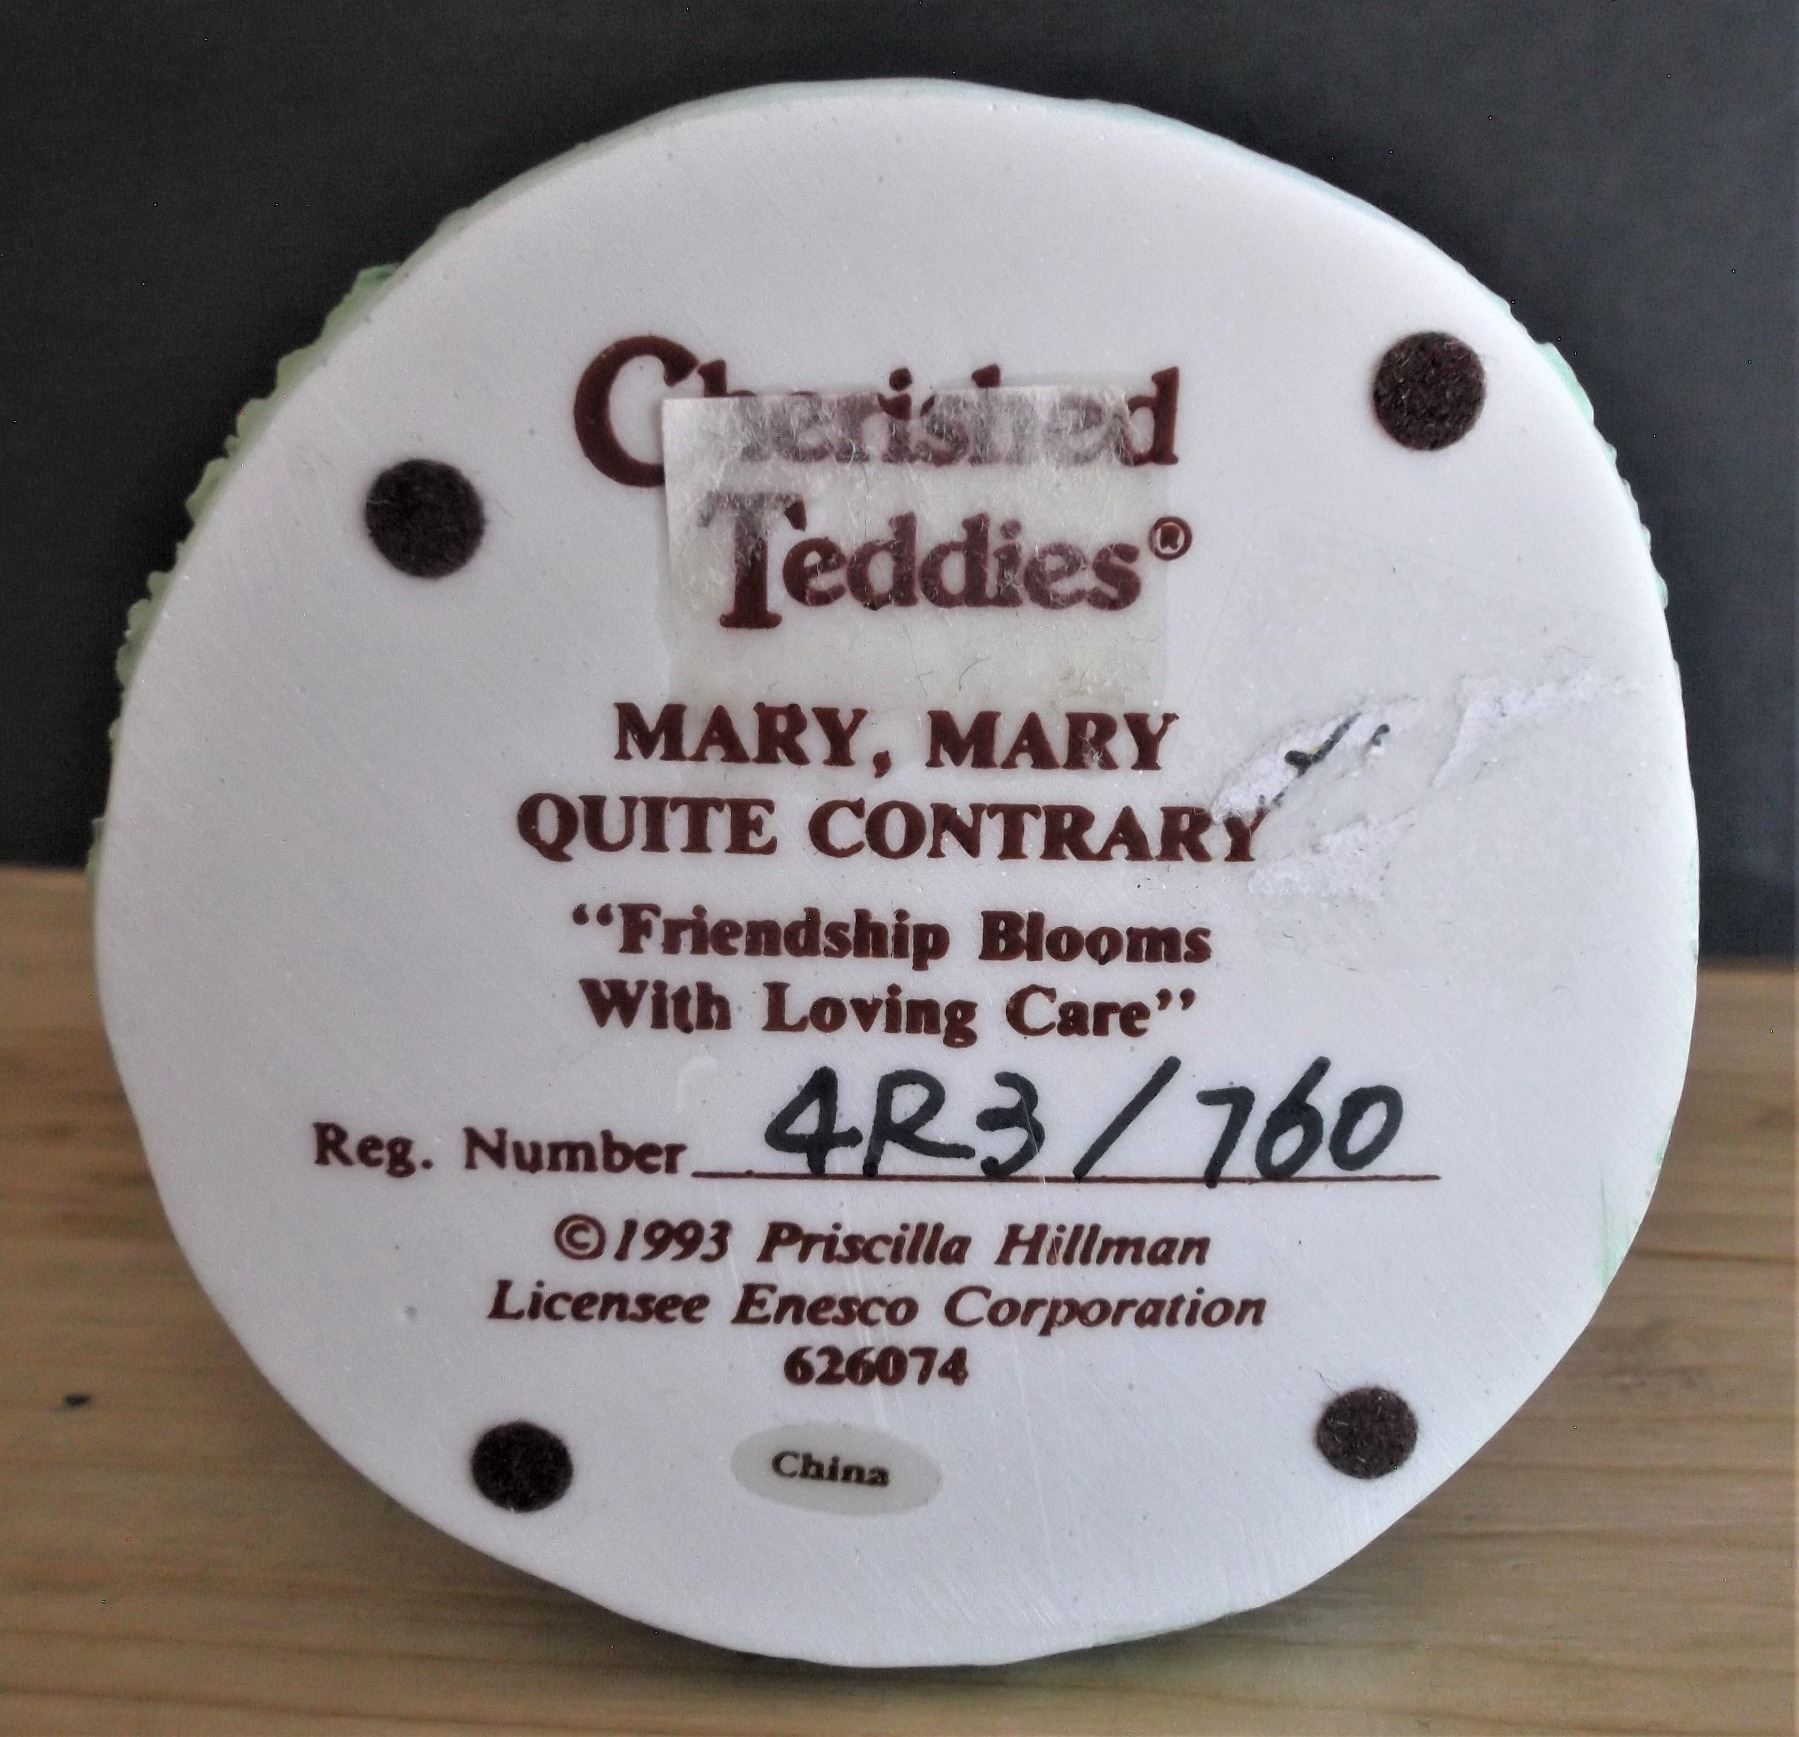 Cherished
Teddies®
MARY, MARY
QUITE CONTRARY
“Friendship Blooms
With Loving Care”
Reg. Number 4R3/760
©1993 Priscilla Hillman
Licensee Enesco Corporation
626074
China